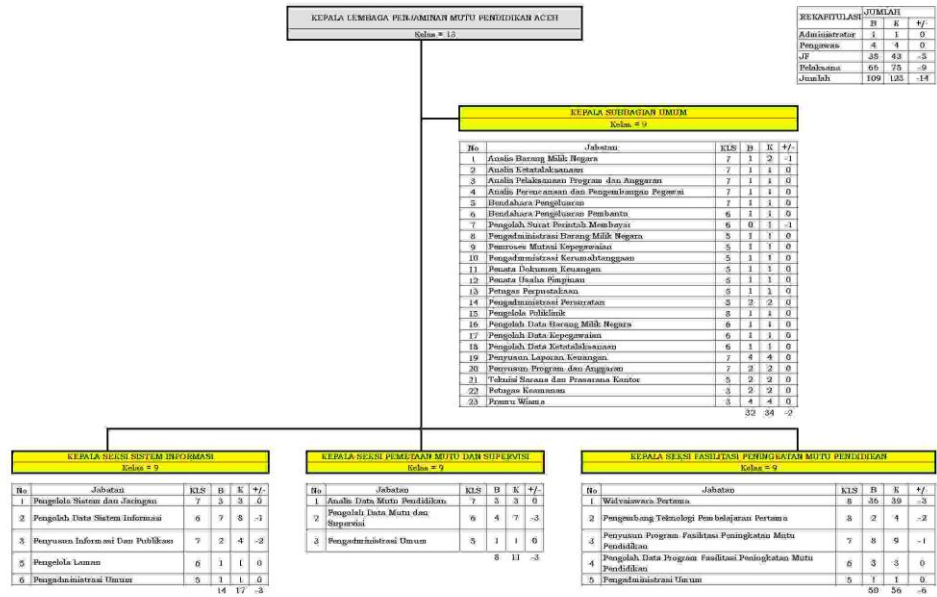 KEPALA LEMBAGA PENJAMINAN MUTU PENDIDIKAN ACEH
Kelas = 13
REKAPITULASI JUMLAH
B K +/-
Administrator 1 1 0
Pengawas 4 4 0
JF 38 43 -5
Pelaksana 66 75 -9
Jumlah 109 123 -14
KEPALA SUBBAGIAN UMUM
Kelas = 9
No Jabatan KLS B K +/-
1 Analis Barang Milik Negara 7 1 2 -1
2 Analis Ketatalaksanaan 7 1 1 0
3 Analis Pelaksanaan Program dan Anggaran 7 1 1 0
4 Analis Perencanaan dan Pengembangan Pegawai 7 1 1 0
5 Bendahara Pengeluaran 7 1 1 0
6 Bendahara Pengeluaran Pembantu 6 1 1 0
7 Pengolah Surat Perintah Membayar 6 0 1 -1
8 Pengadministrasi Barang Milik Negara 5 1 1 0
9 Pemroses Mutasi Kepegawaian 5 1 1 0
10 Pengadministrasi Kerumahtanggaan 5 1 1 0
11 Penata Dokumen Keuangan 5 1 1 0
12 Penata Usaha Pimpinan 5 1 1 0
13 Petugas Perpustakaan 5 1 1 0
14 Pengadministrasi Persuratan 5 2 2 0
15 Pengelola Poliklinik 1 1 0
16 Pengolah Data Barang Milik Negara 6 1 1 0
17 Pengolah Data Kepegawaian 6 1 1 0
18 Pengolah Data Ketatalaksanaan 6 1 1 0
19 Penyusun Laporan Keuangan 7 4 4 0
20 Penyusun Program dan Anggaran 7 2 2 0
21 Teknisi Sarana dan Prasarana Kantor 5 2 2 0
22 Petugas Keamanan 3 2 2 0
23 Pramu Wisma 3 4 4 0
32 34 -2
KEPALA SEKSI SISTEM INFORMASI
Kelas = 9
No Jabatan KLS B K +/-
1 Pengelola Sistem dan Jaringan 7 3 3 0
2 Pengolah Data Sistem Informasi 6 7 8 -1
3 Penyusun Informasi Dan Publikasi 7 2 4 -2
5 Pengelola Laman 6 1 1 0
6 Pengadministrasi Umum 5 1 1 0
14 17 -3
KEPALA SEKSI PEMETAAN MUTU DAN SUPERVISI
Kelas = 9
No Jabatan KLS B K +/-
1 Analis Data Mutu Pendidikan 7 3 3 0
2 Pengolah Data Mutu dan
Supervisi 6 4 7 -3
3 Pengadministrasi Umum 5 1 1 0
8 11 -3
KEPALA SEKSI FASILITASI PENINGKATAN MUTU PENDIDIKAN
Kelas = 9
No Jabatan KLS B K +/-
1 Widyaiswara Pertama 8 36 39 -3
2 Pengembang Teknologi Pembelajaran Pertama 8 2 4 -2
3 Penyusun Program Fasilitasi Peningkatan Mutu
Pendidikan 7 8 9 -1
4 Pengolah Data Program Fasilitasi Peningkatan Mutu
Pendidikan 6 3 3 0
5 Pengadministrasi Umum 5 1 1 0
50 56 -6